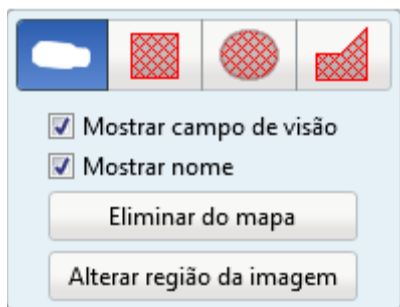 Mostrar campo de visão
Mostrar nome
Eliminar do mapa
Alterar região da imagem